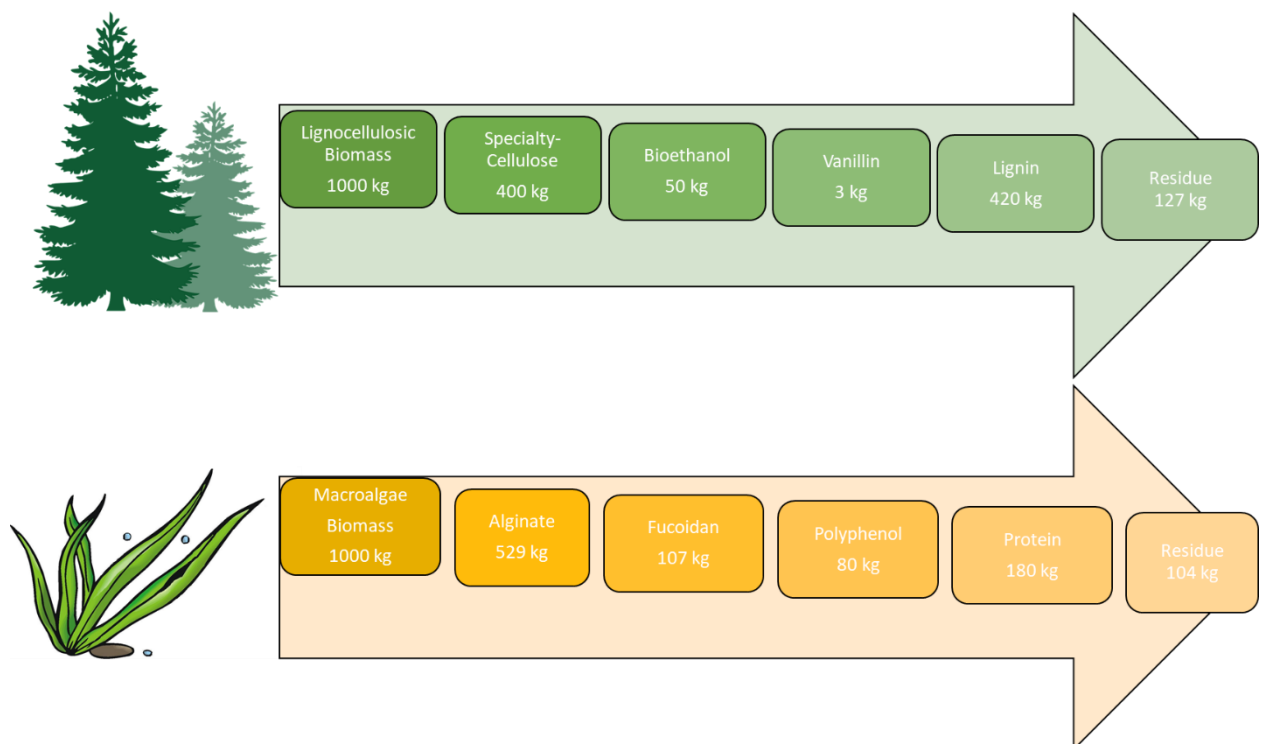 Lignocellulosic
Biomass
1000 kg
Specialty-
Cellulose
400 kg
Bioethanol
50 kg
Vanillin
3 kg
Lignin
420 kg
Residue
127 kg
Macroalgae
Biomass
1000 kg
Alginate
529 kg
Fucoidan
107 kg
Polyphenol
80 kg
Protein
180 kg
Residue
104 kg